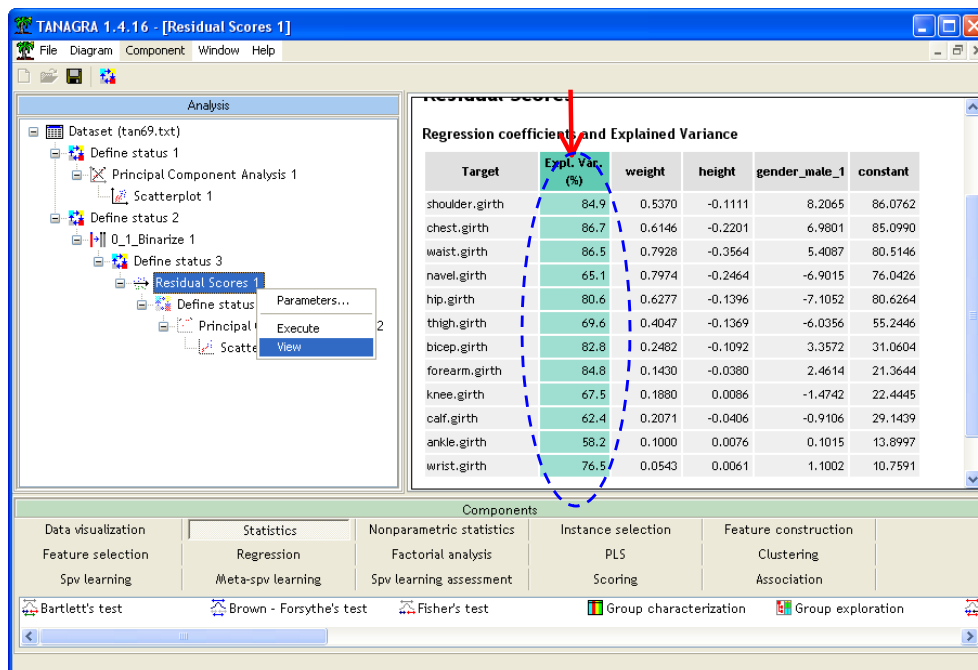 TANAGRA 1.4.16 - [Residual Scores 1]
File Diagram Component Window Help
Analysis
Dataset (tan69.txt)
Define status 1
Principal Component Analysis 1
Scatterplot 1
Define status 2
0_1_Binarize 1
Define status 3
Residual Scores 1
Define status
Principal
2
Scatte
Parameters...
Execute
View
Residual Scores
Regression coefficients and Explained Variance
Target Expl. Var. (%) weight height gender_male_1 constant
shoulder.girth 84.9 0.5370 -0.1111 8.2065 86.0762
chest.girth 86.7 0.6146 -0.2201 6.9801 85.0990
waist.girth 86.5 0.7928 -0.3564 5.4087 80.5146
navel.girth 65.1 0.7974 -0.2464 -6.9015 76.0426
hip.girth 80.6 0.6277 -0.1396 -7.1052 80.6264
thigh.girth 69.6 0.4047 -0.1369 -6.0356 55.2446
bicep.girth 82.8 0.2482 -0.1092 3.3572 31.0604
forearm.girth 84.8 0.1430 -0.0380 2.4614 21.3644
knee.girth 67.5 0.1880 0.0086 -1.4742 22.4445
calf.girth 62.4 0.2071 -0.0406 -0.9106 29.1439
ankle.girth 58.2 0.1000 0.0076 0.1015 13.8997
wrist.girth 76.5 0.0543 0.0061 1.1002 10.7591
Components
Data visualization Statistics Nonparametric statistics Instance selection Feature construction
Feature selection Regression Factorial analysis PLS Clustering
Spv learning Meta-spv learning Spv learning assessment Scoring Association
Bartlett's test Brown - Forsythe's test Fisher's test Group characterization Group exploration